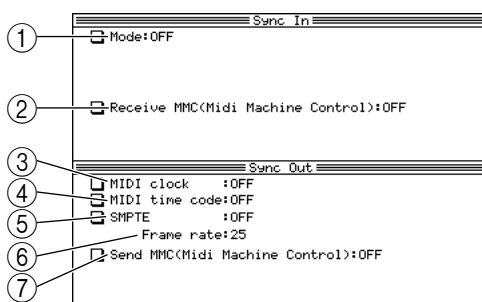 Sync In
① Mode:OFF
② Receive MMC(Midi Machine Control):OFF
Sync Out
③ MIDI clock :OFF
④ MIDI time code:OFF
⑤ SMPTE :OFF
⑥ Frame rate:25
⑦ Send MMC(Midi Machine Control):OFF